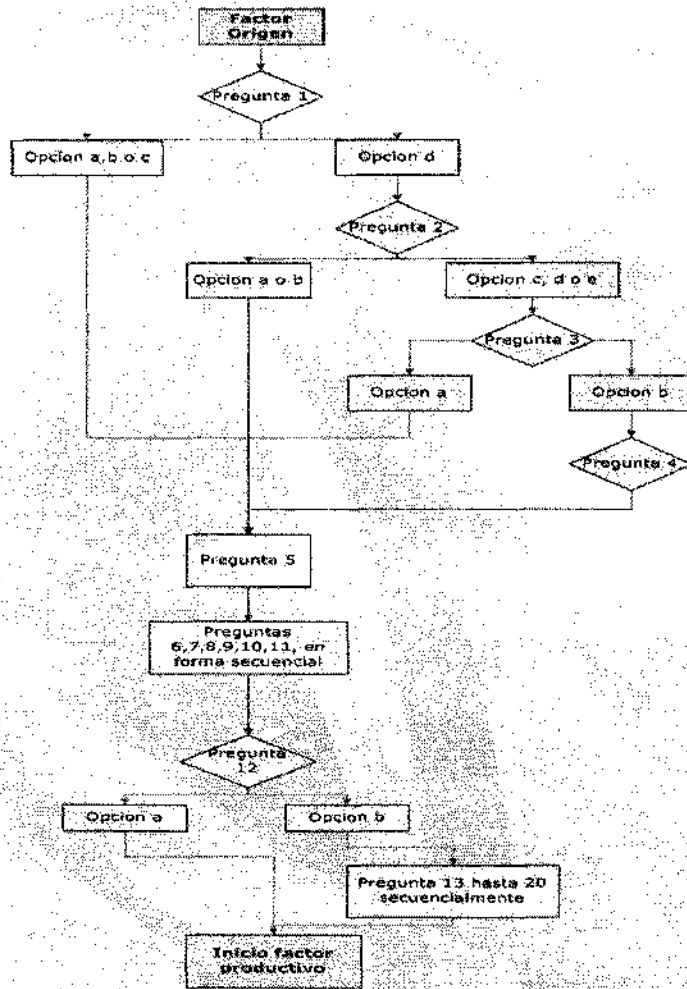 Factor
Origen
Pregunta 1
Opcion a,b o c
Opcion d
Pregunta 2
Opcion a o b
Opcion c, d o e
Pregunta 3
Opcion a
Opcion b
Pregunta 4
Pregunta 5
Preguntas
6,7,8,9,10,11, en
forma secuencial
Pregunta
12
Opcion a
Opcion b
Pregunta 13 hasta 20
secuencialmente
Inicio factor
productivo